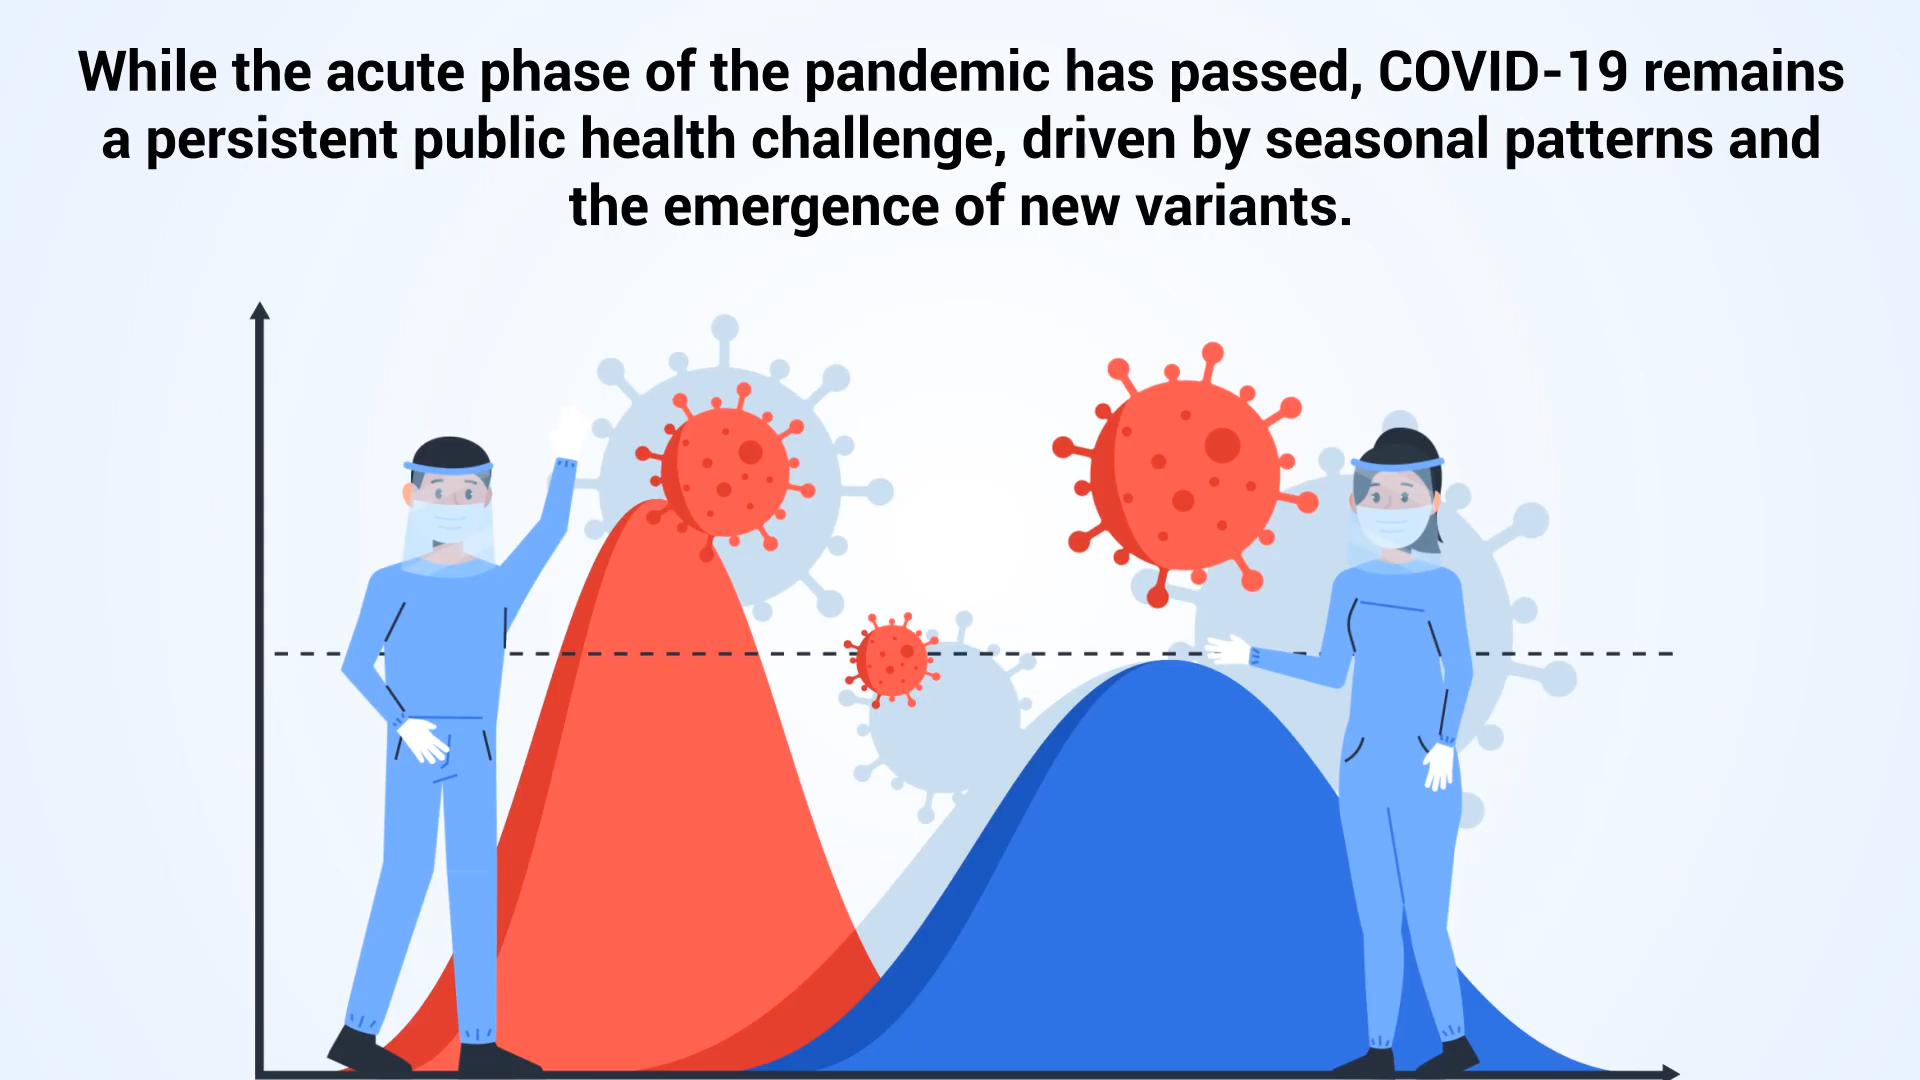 While the acute phase of the pandemic has passed, COVID-19 remains
a persistent public health challenge, driven by seasonal patterns and
the emergence of new variants.